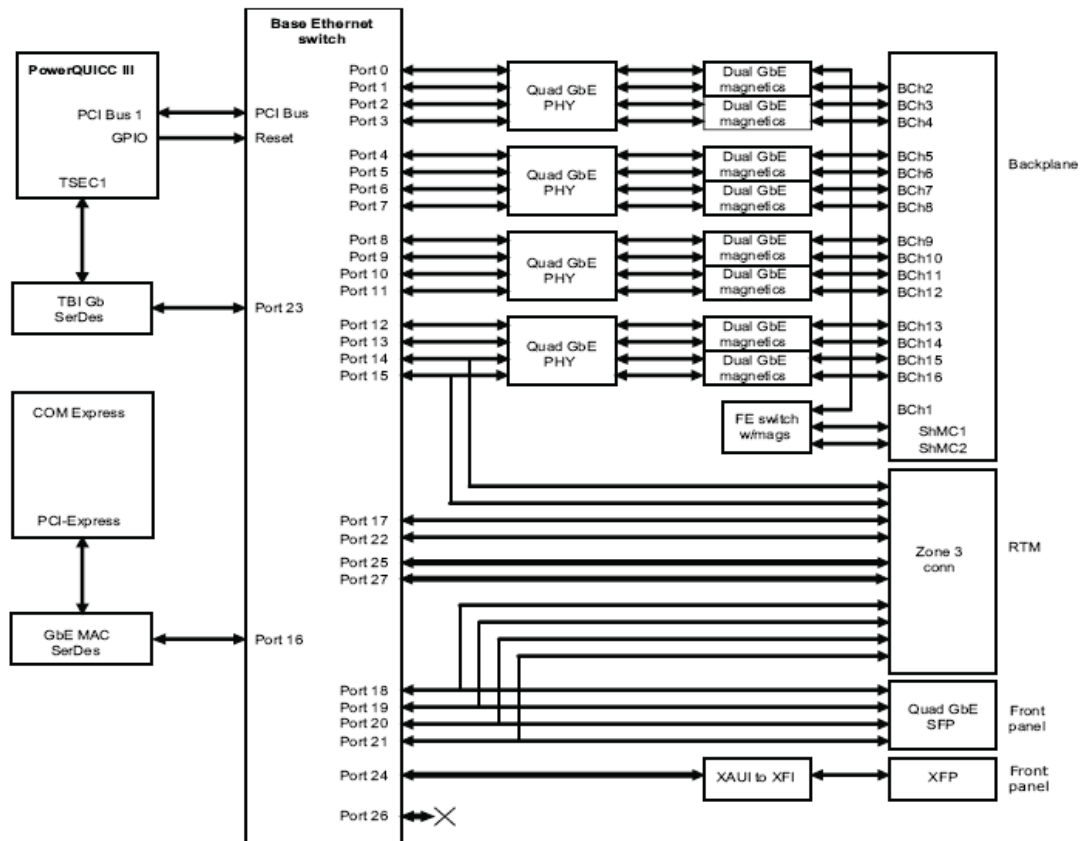 Base Ethernet
switch
PowerQUICC III
PCI Bus 1
GPIO
TSEC1
PCI Bus
Reset
TBI Gb
SerDes
Port 23
COM Express
PCI-Express
GbE MAC
SerDes
Port 16
Port 0
Port 1
Port 2
Port 3
Port 4
Port 5
Port 6
Port 7
Port 8
Port 9
Port 10
Port 11
Port 12
Port 13
Port 14
Port 15
Port 17
Port 22
Port 25
Port 27
Port 18
Port 19
Port 20
Port 21
Port 24
Port 26
Quad GbE
PHY
Quad GbE
PHY
Quad GbE
PHY
Quad GbE
PHY
Dual GbE
magnetics
Dual GbE
magnetics
Dual GbE
magnetics
Dual GbE
magnetics
Dual GbE
magnetics
Dual GbE
magnetics
Dual GbE
magnetics
Dual GbE
magnetics
FE switch
w/mags
XAUI to XFI
BCh2
BCh3
BCh4
BCh5
BCh6
BCh7
BCh8
BCh9
BCh10
BCh11
BCh12
BCh13
BCh14
BCh15
BCh16
BCh1
ShMC1
ShMC2
Backplane
Zone 3
conn
RTM
Quad GbE
SFP
Front
panel
XFP
Front
panel